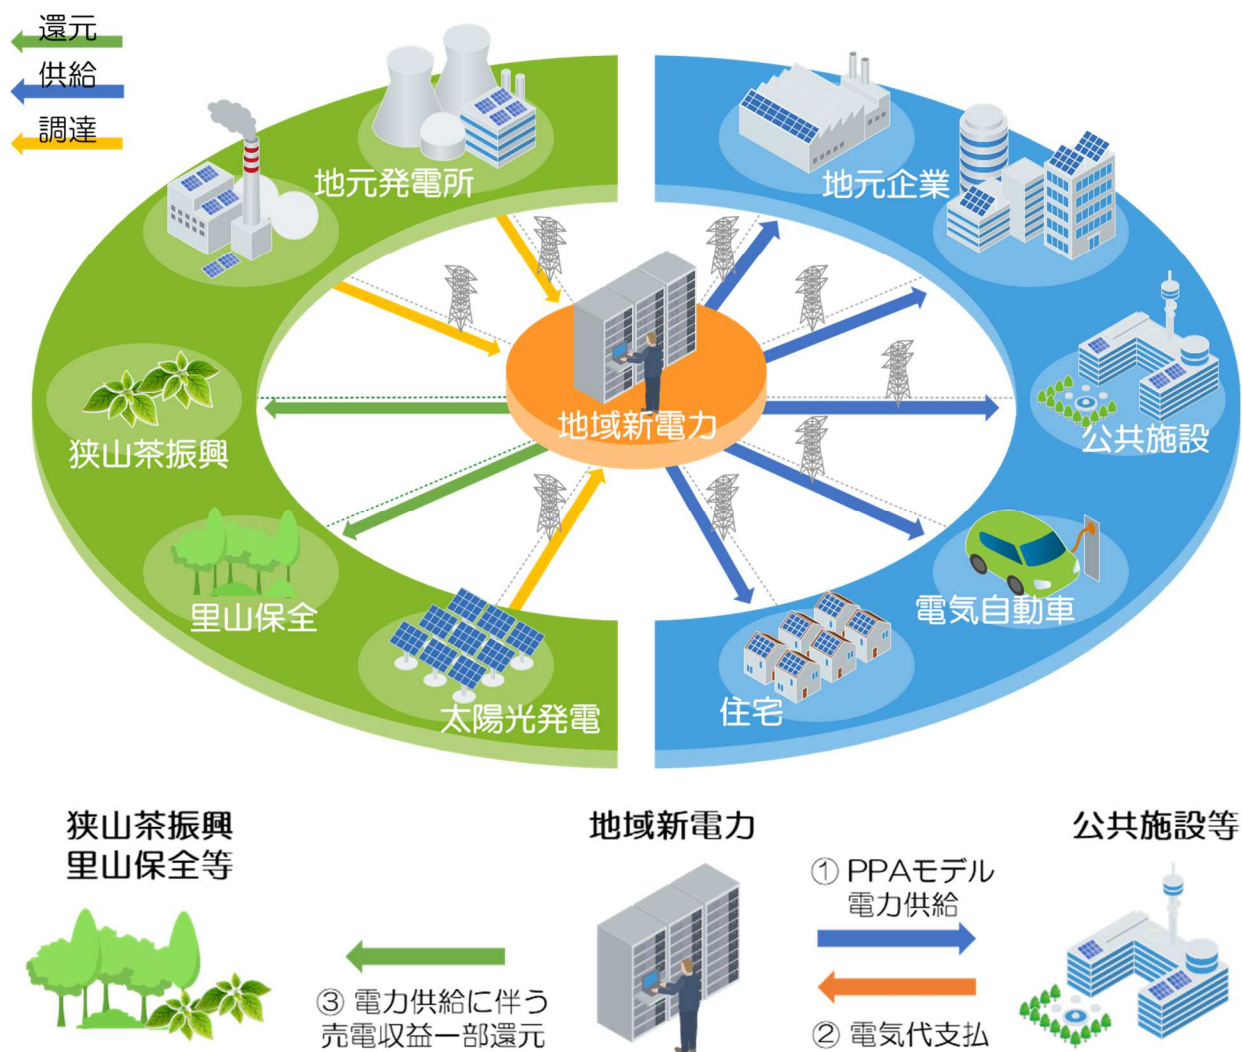 還元
供給
調達
地元発電所
地元企業
狭山茶振興
地域新電力
公共施設
里山保全
電気自動車
太陽光発電
住宅
狭山茶振興
里山保全等
地域新電力
公共施設等
① PPAモデル
電力供給
③ 電力供給に伴う
売電収益一部還元
② 電気代支払